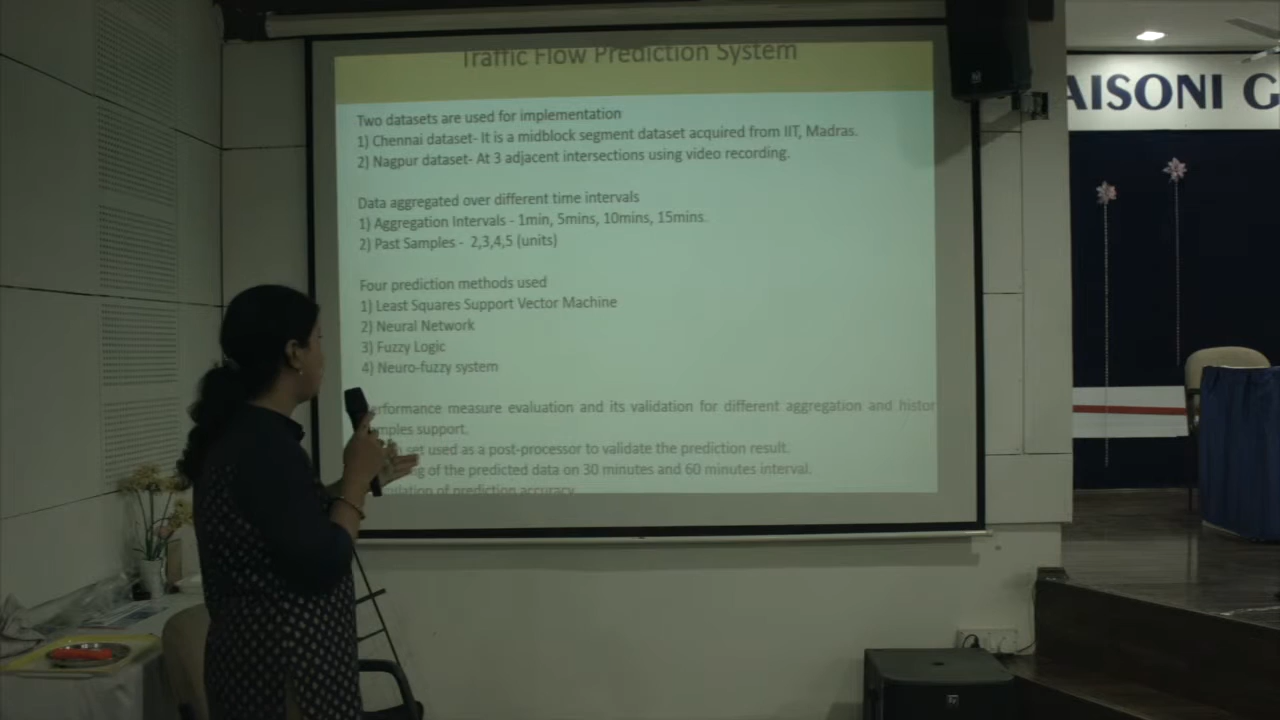 Traffic Flow Prediction System
AISONI G
Two datasets are used for implementation
1) Chennai dataset- It is a midblock segment dataset acquired from IIT, Madras.
2) Nagpur dataset- At 3 adjacent intersections using video recording.
Data aggregated over different time intervals
1) Aggregation Intervals - 1min, 5mins, 10mins, 15mins.
2) Past Samples - 2,3,4,5 (units)
Four prediction methods used
1) Least Squares Support Vector Machine
2) Neural Network
3) Fuzzy Logic
4) Neuro-fuzzy system
erformance measure evaluation and its validation for different aggregation and histor
mples support.
set used as a post-processor to validate the prediction result.
g of the predicted data on 30 minutes and 60 minutes interval.
ulation of prediction accuracy